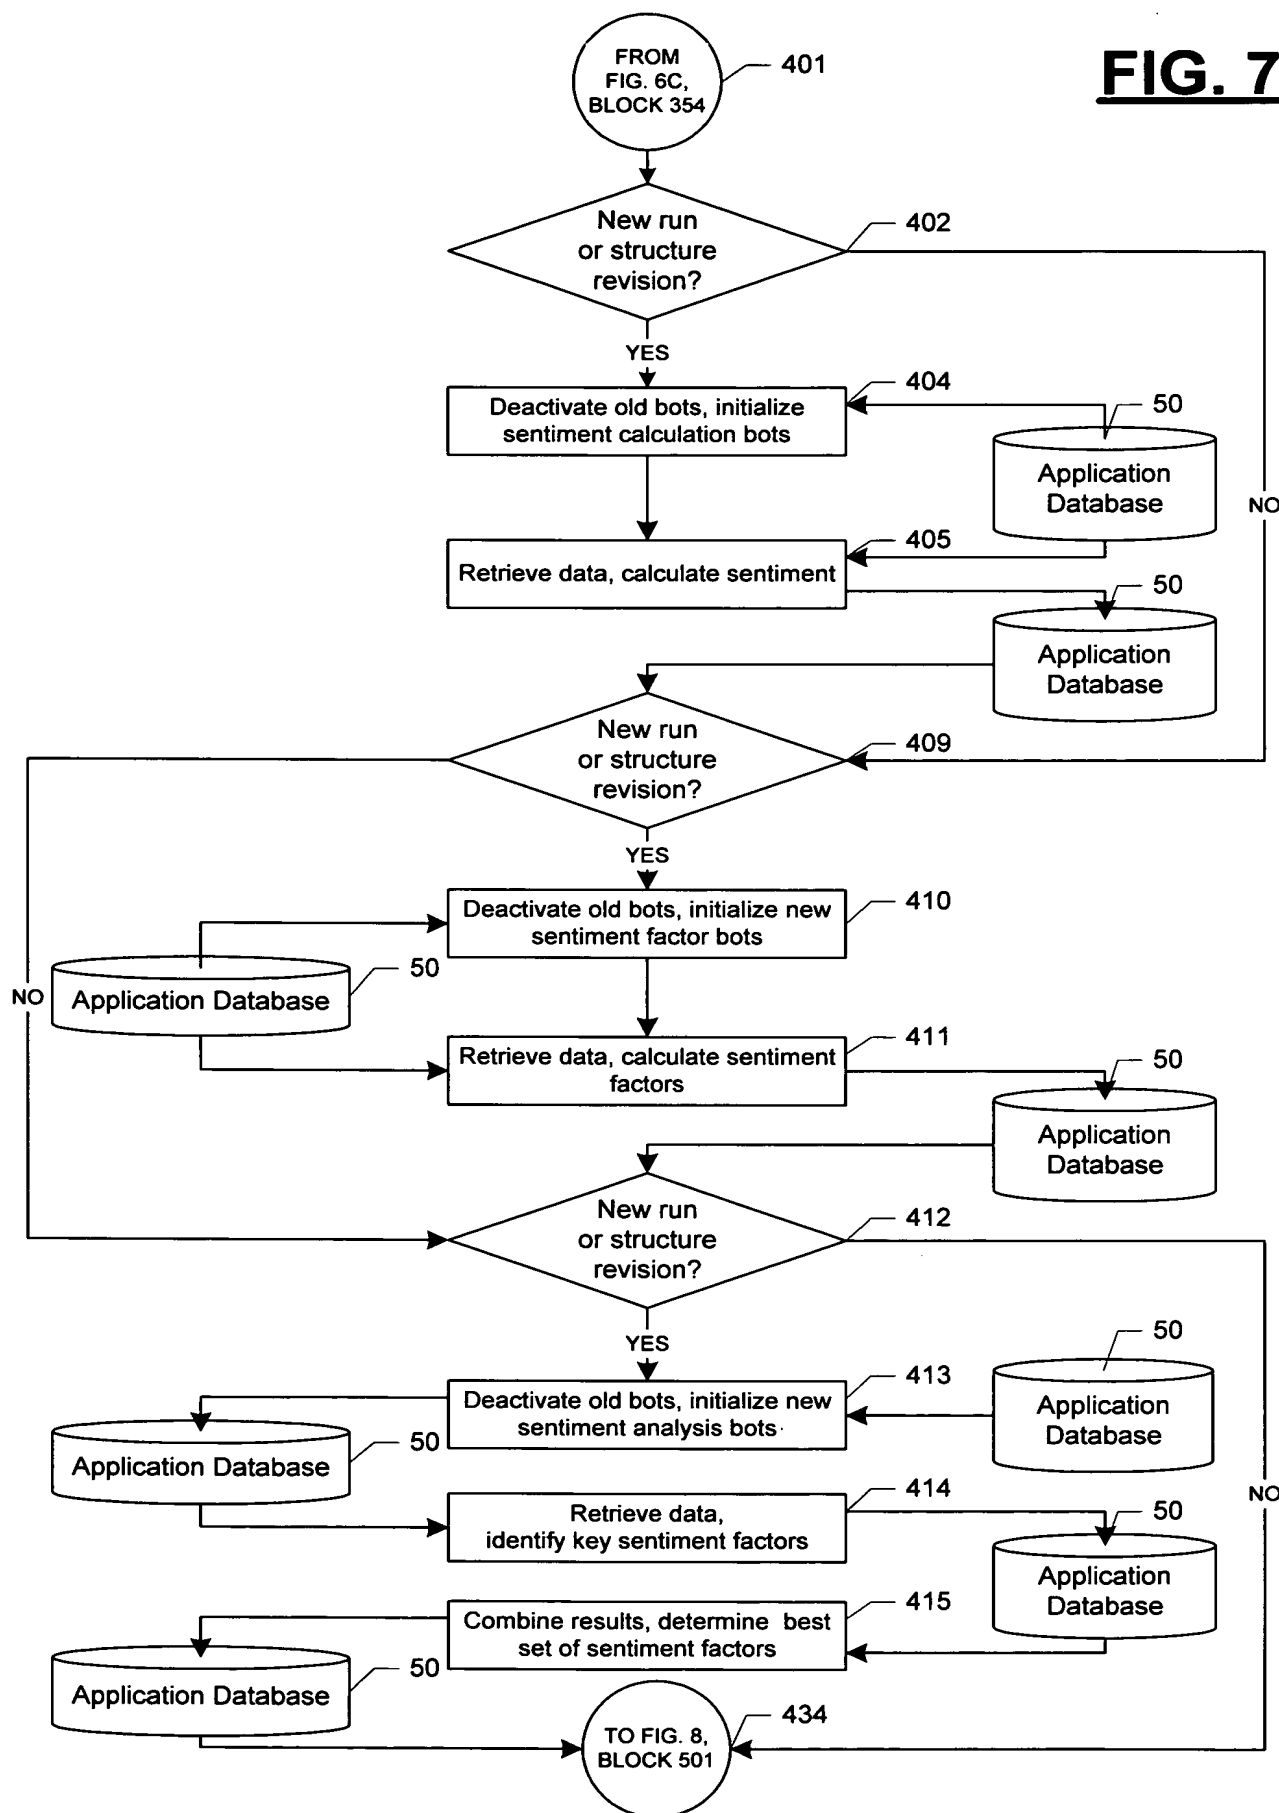 FROM
FIG. 6C,
BLOCK 354
401
FIG. 7
New run
or structure
revision?
402
YES
Deactivate old bots, initialize
sentiment calculation bots
404
50
Application
Database
NO
Retrieve data, calculate sentiment
405
50
Application
Database
New run
or structure
revision?
409
YES
Deactivate old bots, initialize new
sentiment factor bots
410
50
Application Database
NO
Retrieve data, calculate sentiment
factors
411
50
Application
Database
New run
or structure
revision?
412
YES
Deactivate old bots, initialize new
sentiment analysis bots
413
50
Application
Database
50
Application Database
Retrieve data,
identify key sentiment factors
414
50
Application
Database
NO
Combine results, determine best
set of sentiment factors
415
50
Application Database
TO FIG. 8,
BLOCK 501
434